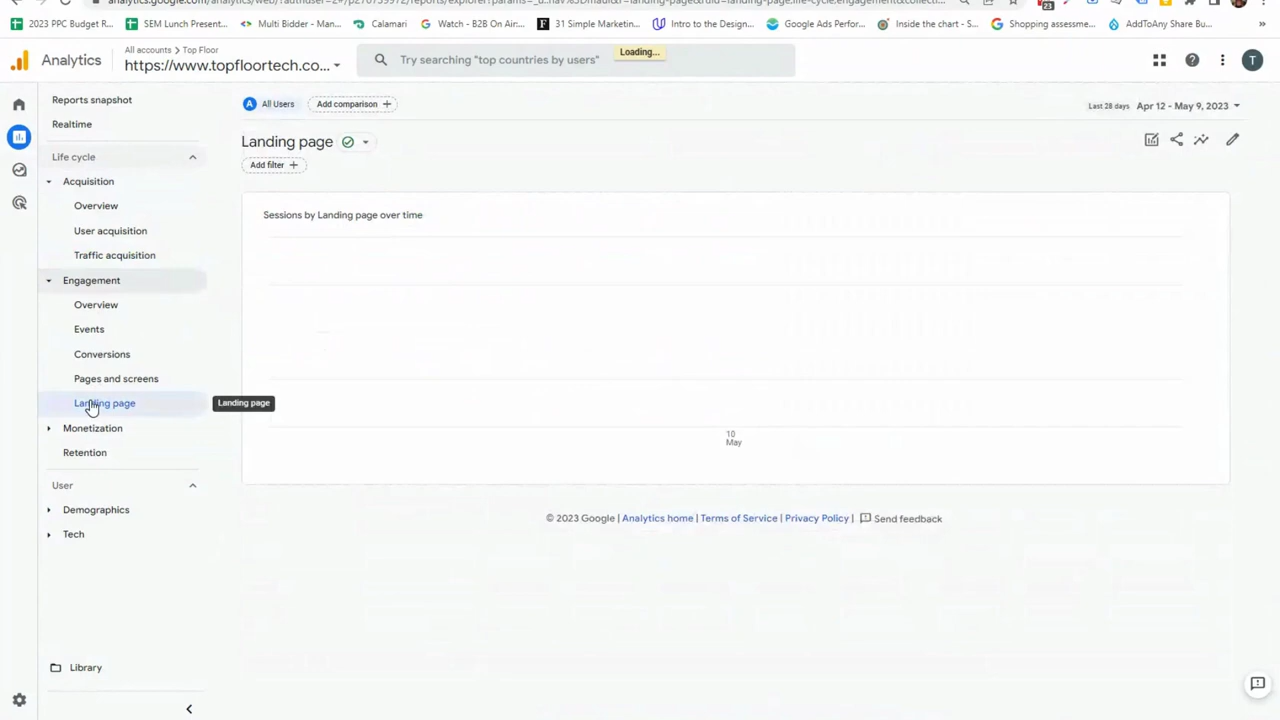 2023 PPC Budget R...
SEM Lunch Present...
Multi Bidder - Man...
Calamari
Watch - B2B On Air:...
31 Simple Marketin...
Intro to the Design...
Google Ads Perfor...
Inside the chart - S...
Shopping assessme...
AddToAny Share Bu...
»
23
Analytics
All accounts > Top Floor
https://www.topfloortech.co...
Try searching "top countries by users"
Loading...
T
Reports snapshot
Realtime
Life cycle
Acquisition
Overview
User acquisition
Traffic acquisition
Engagement
Overview
Events
Conversions
Pages and screens
Landing page
Monetization
Retention
User
Demographics
Tech
Library
A All Users
Add comparison +
Last 28 days Apr 12 - May 9, 2023
Landing page
Add filter +
Sessions by Landing page over time
10
May
Landing page
© 2023 Google | Analytics home | Terms of Service | Privacy Policy | Send feedback